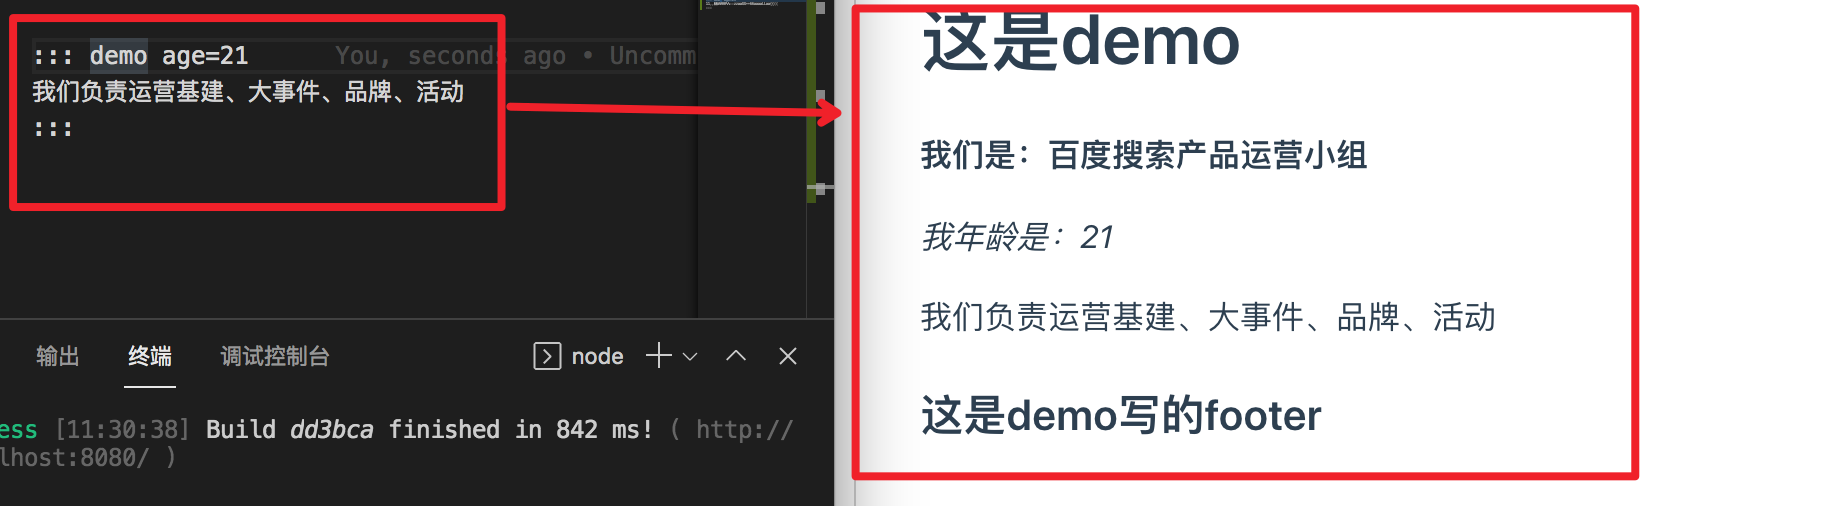 ::: demo age=21 You, seconds ago • Uncomm
我们负责运营基建、大事件、品牌、活动
:::
输出 终端 调试控制台 node
ess [11:30:38] Build dd3bca finished in 842 ms! ( http://
lhost:8080/ )
这是demo
我们是：百度搜索产品运营小组
我年龄是：21
我们负责运营基建、大事件、品牌、活动
这是demo写的footer